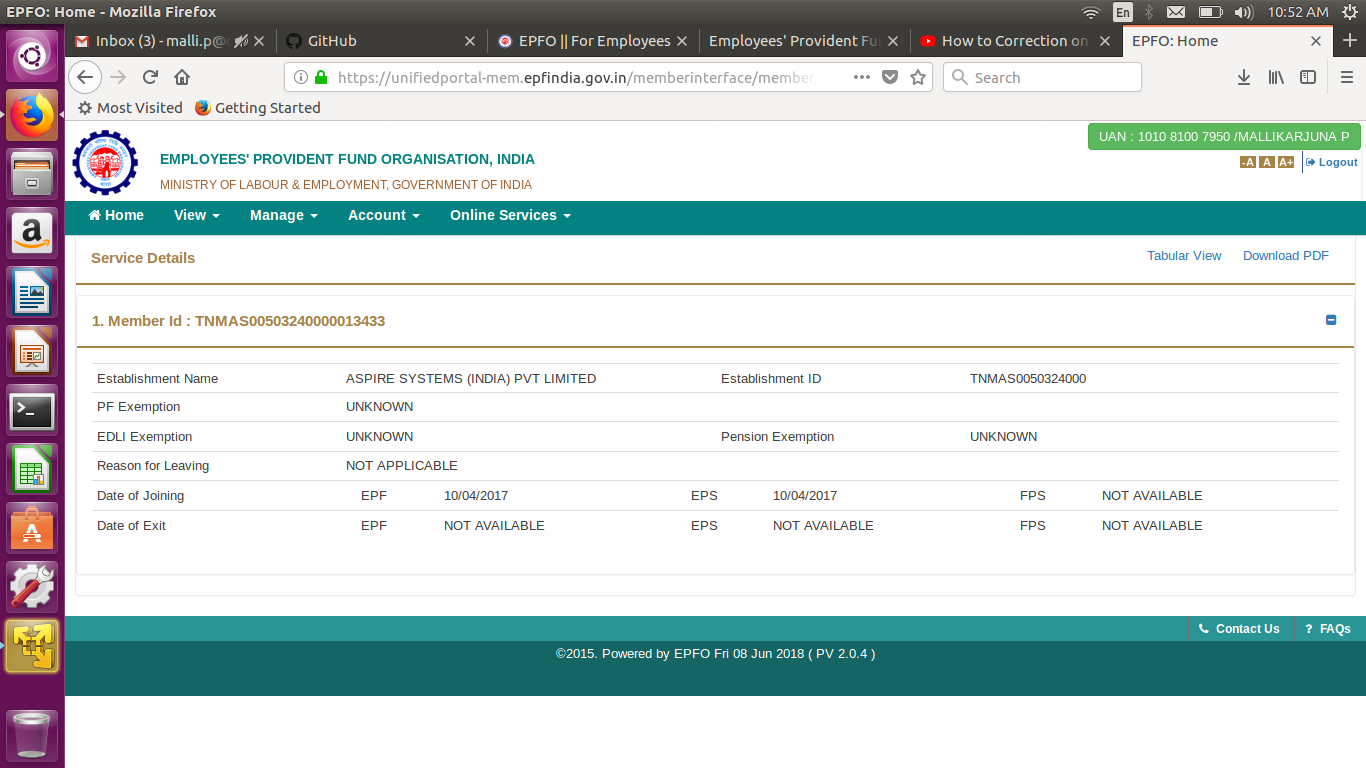 EPFO: Home - Mozilla Firefox
En
10:52 AM
Inbox (3) - malli.p@
GitHub
EPFO || For Employees
Employees' Provident Fu
How to Correction on
EPFO: Home
https://unifiedportal-mem.epfindia.gov.in/memberinterface/member
Search
Most Visited
Getting Started
UAN : 1010 8100 7950 /MALLIKARJUNA P
EMPLOYEES' PROVIDENT FUND ORGANISATION, INDIA
-A A A+ Logout
MINISTRY OF LABOUR & EMPLOYMENT, GOVERNMENT OF INDIA
Home View Manage Account Online Services
Service Details Tabular View Download PDF
1. Member Id : TNMAS00503240000013433
Establishment Name ASPIRE SYSTEMS (INDIA) PVT LIMITED Establishment ID TNMAS0050324000
PF Exemption UNKNOWN
EDLI Exemption UNKNOWN Pension Exemption UNKNOWN
Reason for Leaving NOT APPLICABLE
Date of Joining EPF 10/04/2017 EPS 10/04/2017 FPS NOT AVAILABLE
Date of Exit EPF NOT AVAILABLE EPS NOT AVAILABLE FPS NOT AVAILABLE
Contact Us ? FAQs
©2015. Powered by EPFO Fri 08 Jun 2018 ( PV 2.0.4 )